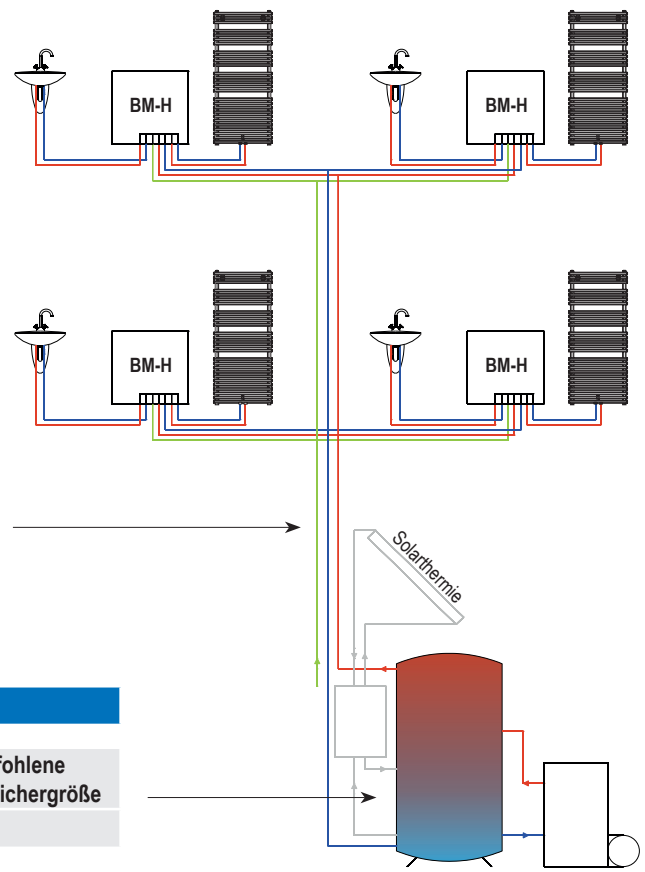 BM-H
BM-H
BM-H
BM-H
Solarthermie
fohlene
ichergröße